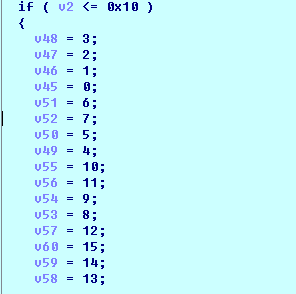 if ( v2 <= 0x10 )
{
v48 = 3;
v47 = 2;
v46 = 1;
v45 = 0;
v51 = 6;
v52 = 7;
v50 = 5;
v49 = 4;
v55 = 10;
v56 = 11;
v54 = 9;
v53 = 8;
v57 = 12;
v60 = 15;
v59 = 14;
v58 = 13;